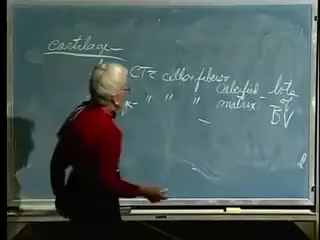 cartilage
CT c cells & fibers calcified - lots
" " " matrix of
BV